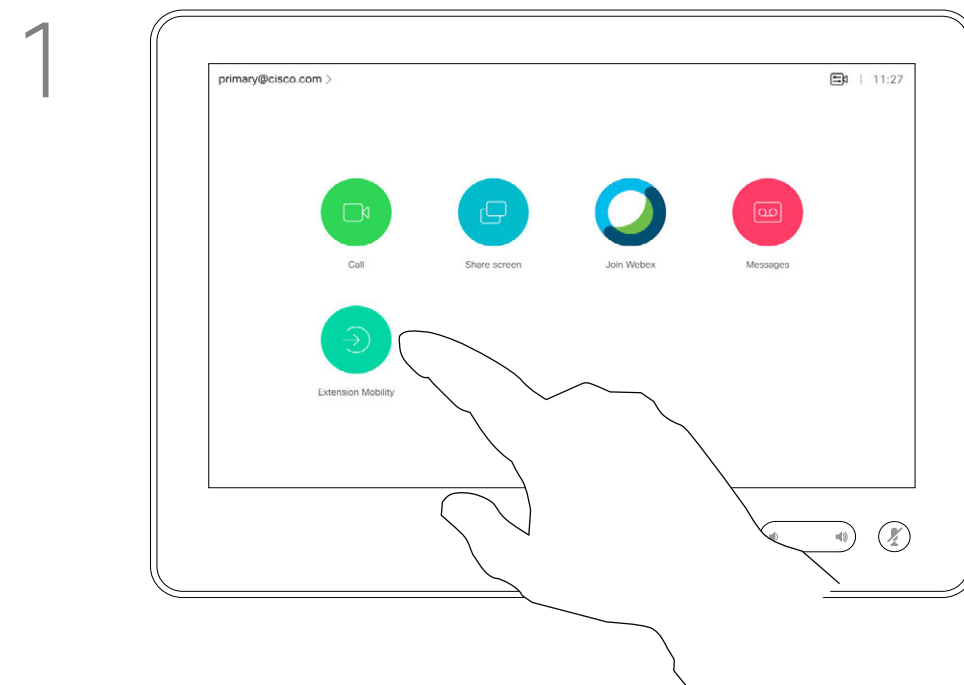 1
primary@cisco.com >
| 11:27
Call
Share screen
Join Webex
Messages
Extension Mobility